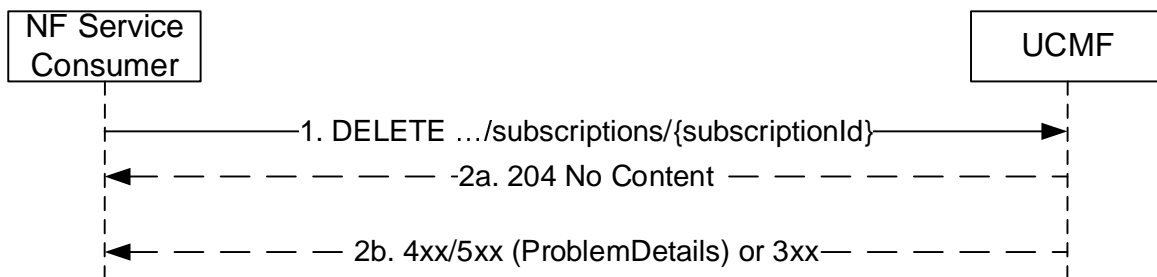 NF Service
Consumer
UCMF
1. DELETE …/subscriptions/{subscriptionId}
2a. 204 No Content
2b. 4xx/5xx (ProblemDetails) or 3xx